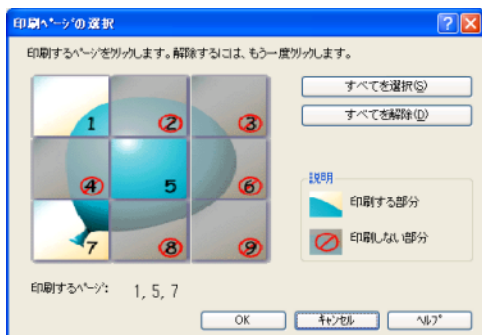 印刷ページの選択
印刷するページをクリックします。解除するには、もう一度クリックします。
1 2 3
4 5 6
7 8 9
すべてを選択(S)
すべてを解除(D)
説明
印刷する部分
印刷しない部分
印刷するページ: 1, 5, 7
OK キャンセル ヘルプ